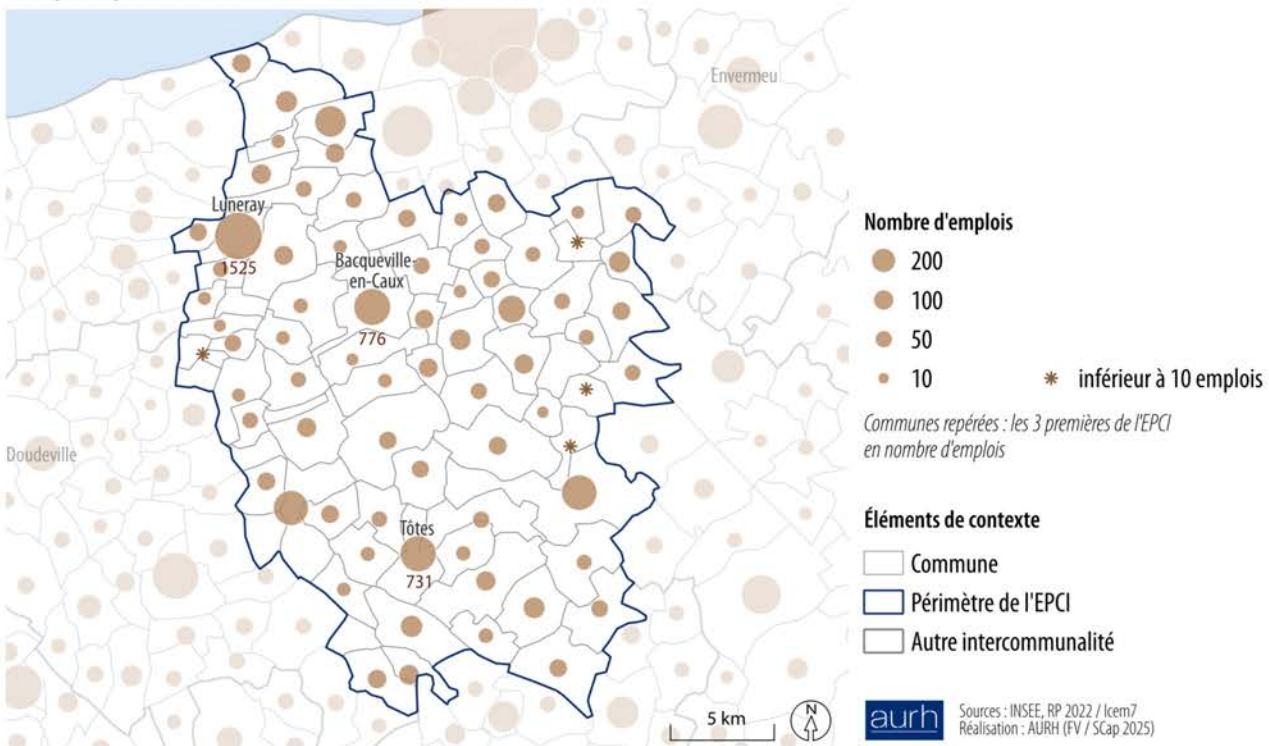 Envermeu
Luneray
1525
Bacqueville-
en-Caux
776
Doudeville
Tôtes
731
5 km
N
Nombre d'emplois
200
100
50
10
inférieur à 10 emplois
Communes repérées : les 3 premières de l'EPCI
en nombre d'emplois
Éléments de contexte
Commune
Périmètre de l'EPCI
Autre intercommunalité
aurh
Sources : INSEE, RP 2022 / Icem7
Réalisation : AURH (FV / SCap 2025)